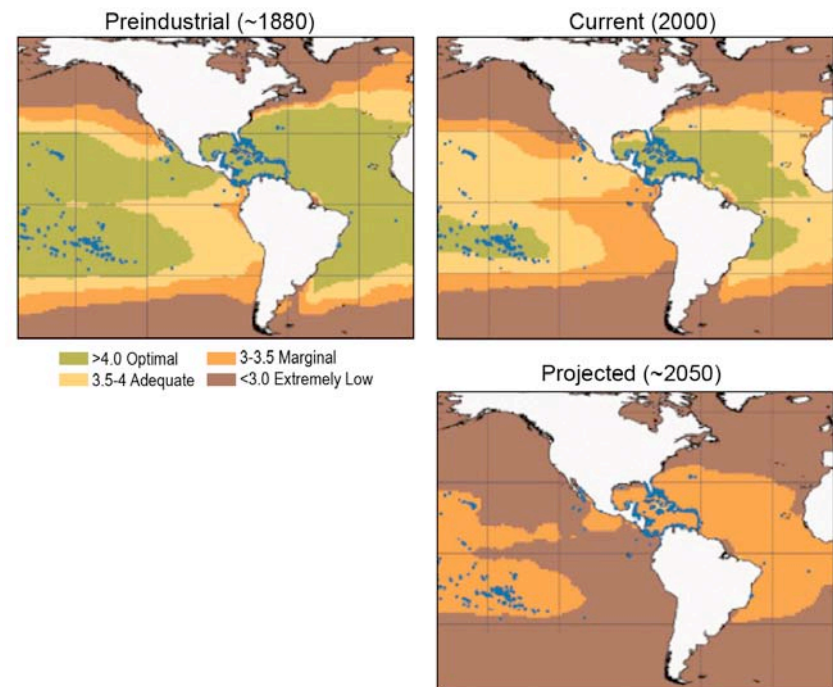 Preindustrial (~1880)
Current (2000)
>4.0 Optimal
3-3.5 Marginal
3.5-4 Adequate
<3.0 Extremely Low
Projected (~2050)